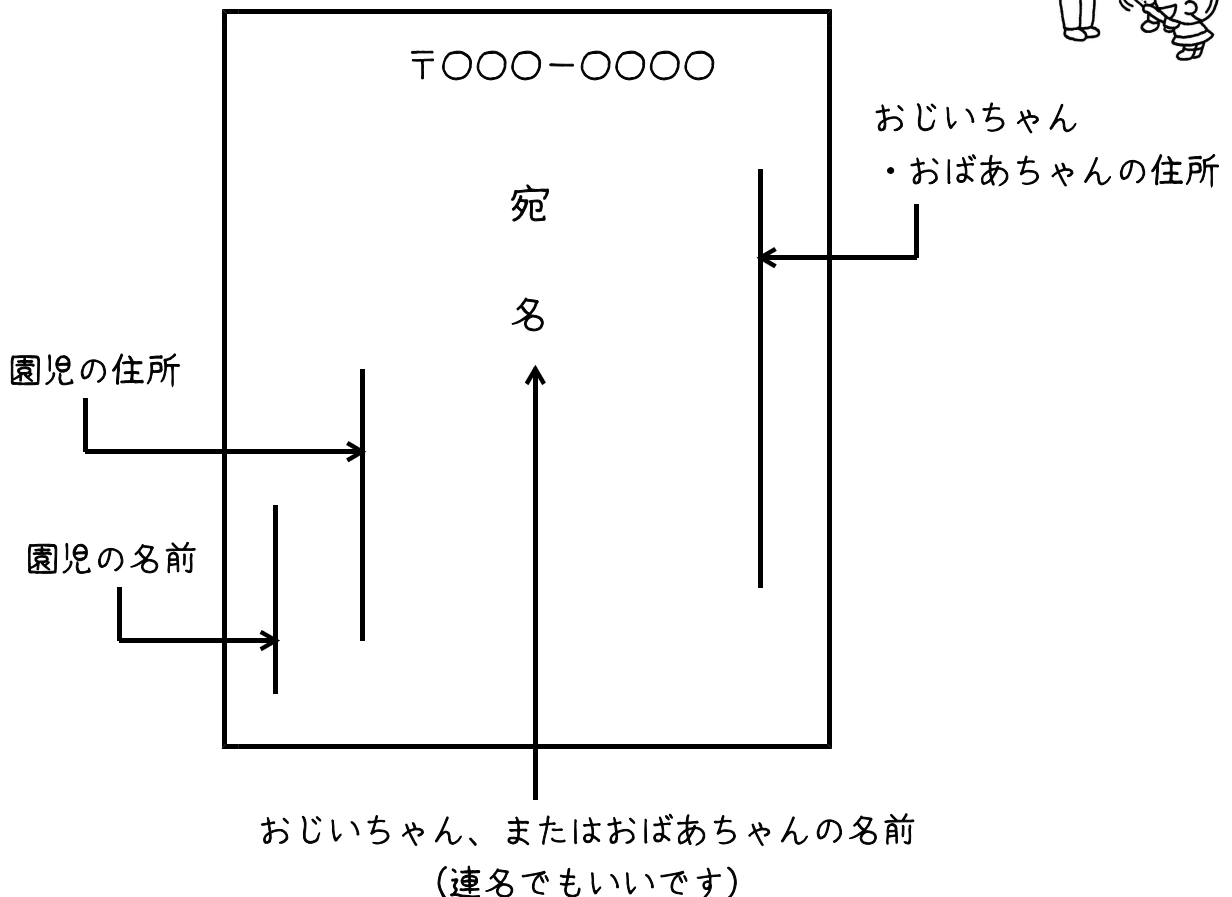 〒○○○－○○○○
おじいちゃん
・おばあちゃんの住所
宛
名
園児の住所
園児の名前
おじいちゃん、またはおばあちゃんの名前
(連名でもいいです)